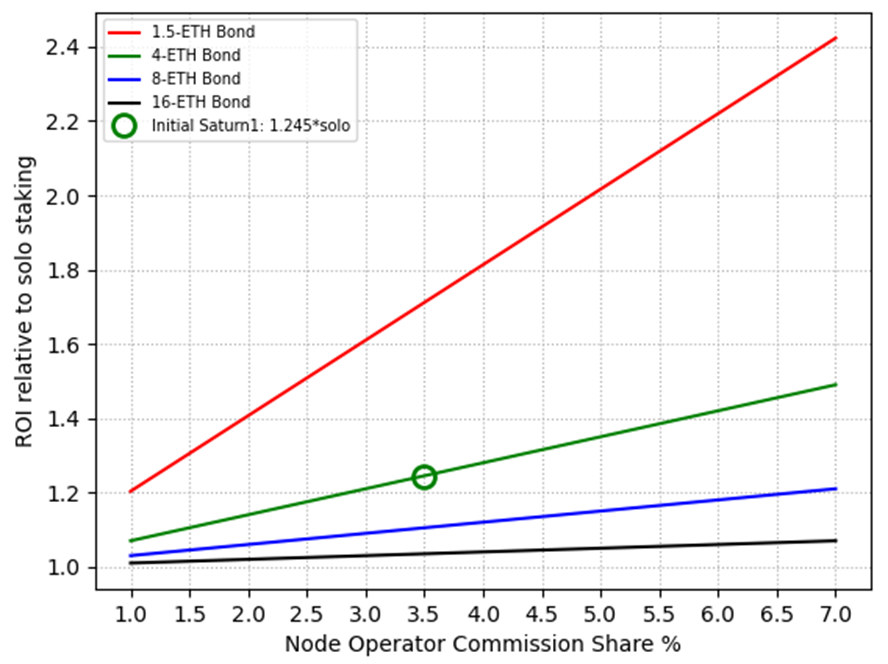 1.5-ETH Bond
4-ETH Bond
8-ETH Bond
16-ETH Bond
Initial Saturn1: 1.245*solo
ROI relative to solo staking
2.4
2.2
2.0
1.8
1.6
1.4
1.2
1.0
1.0 1.5 2.0 2.5 3.0 3.5 4.0 4.5 5.0 5.5 6.0 6.5 7.0
Node Operator Commission Share %